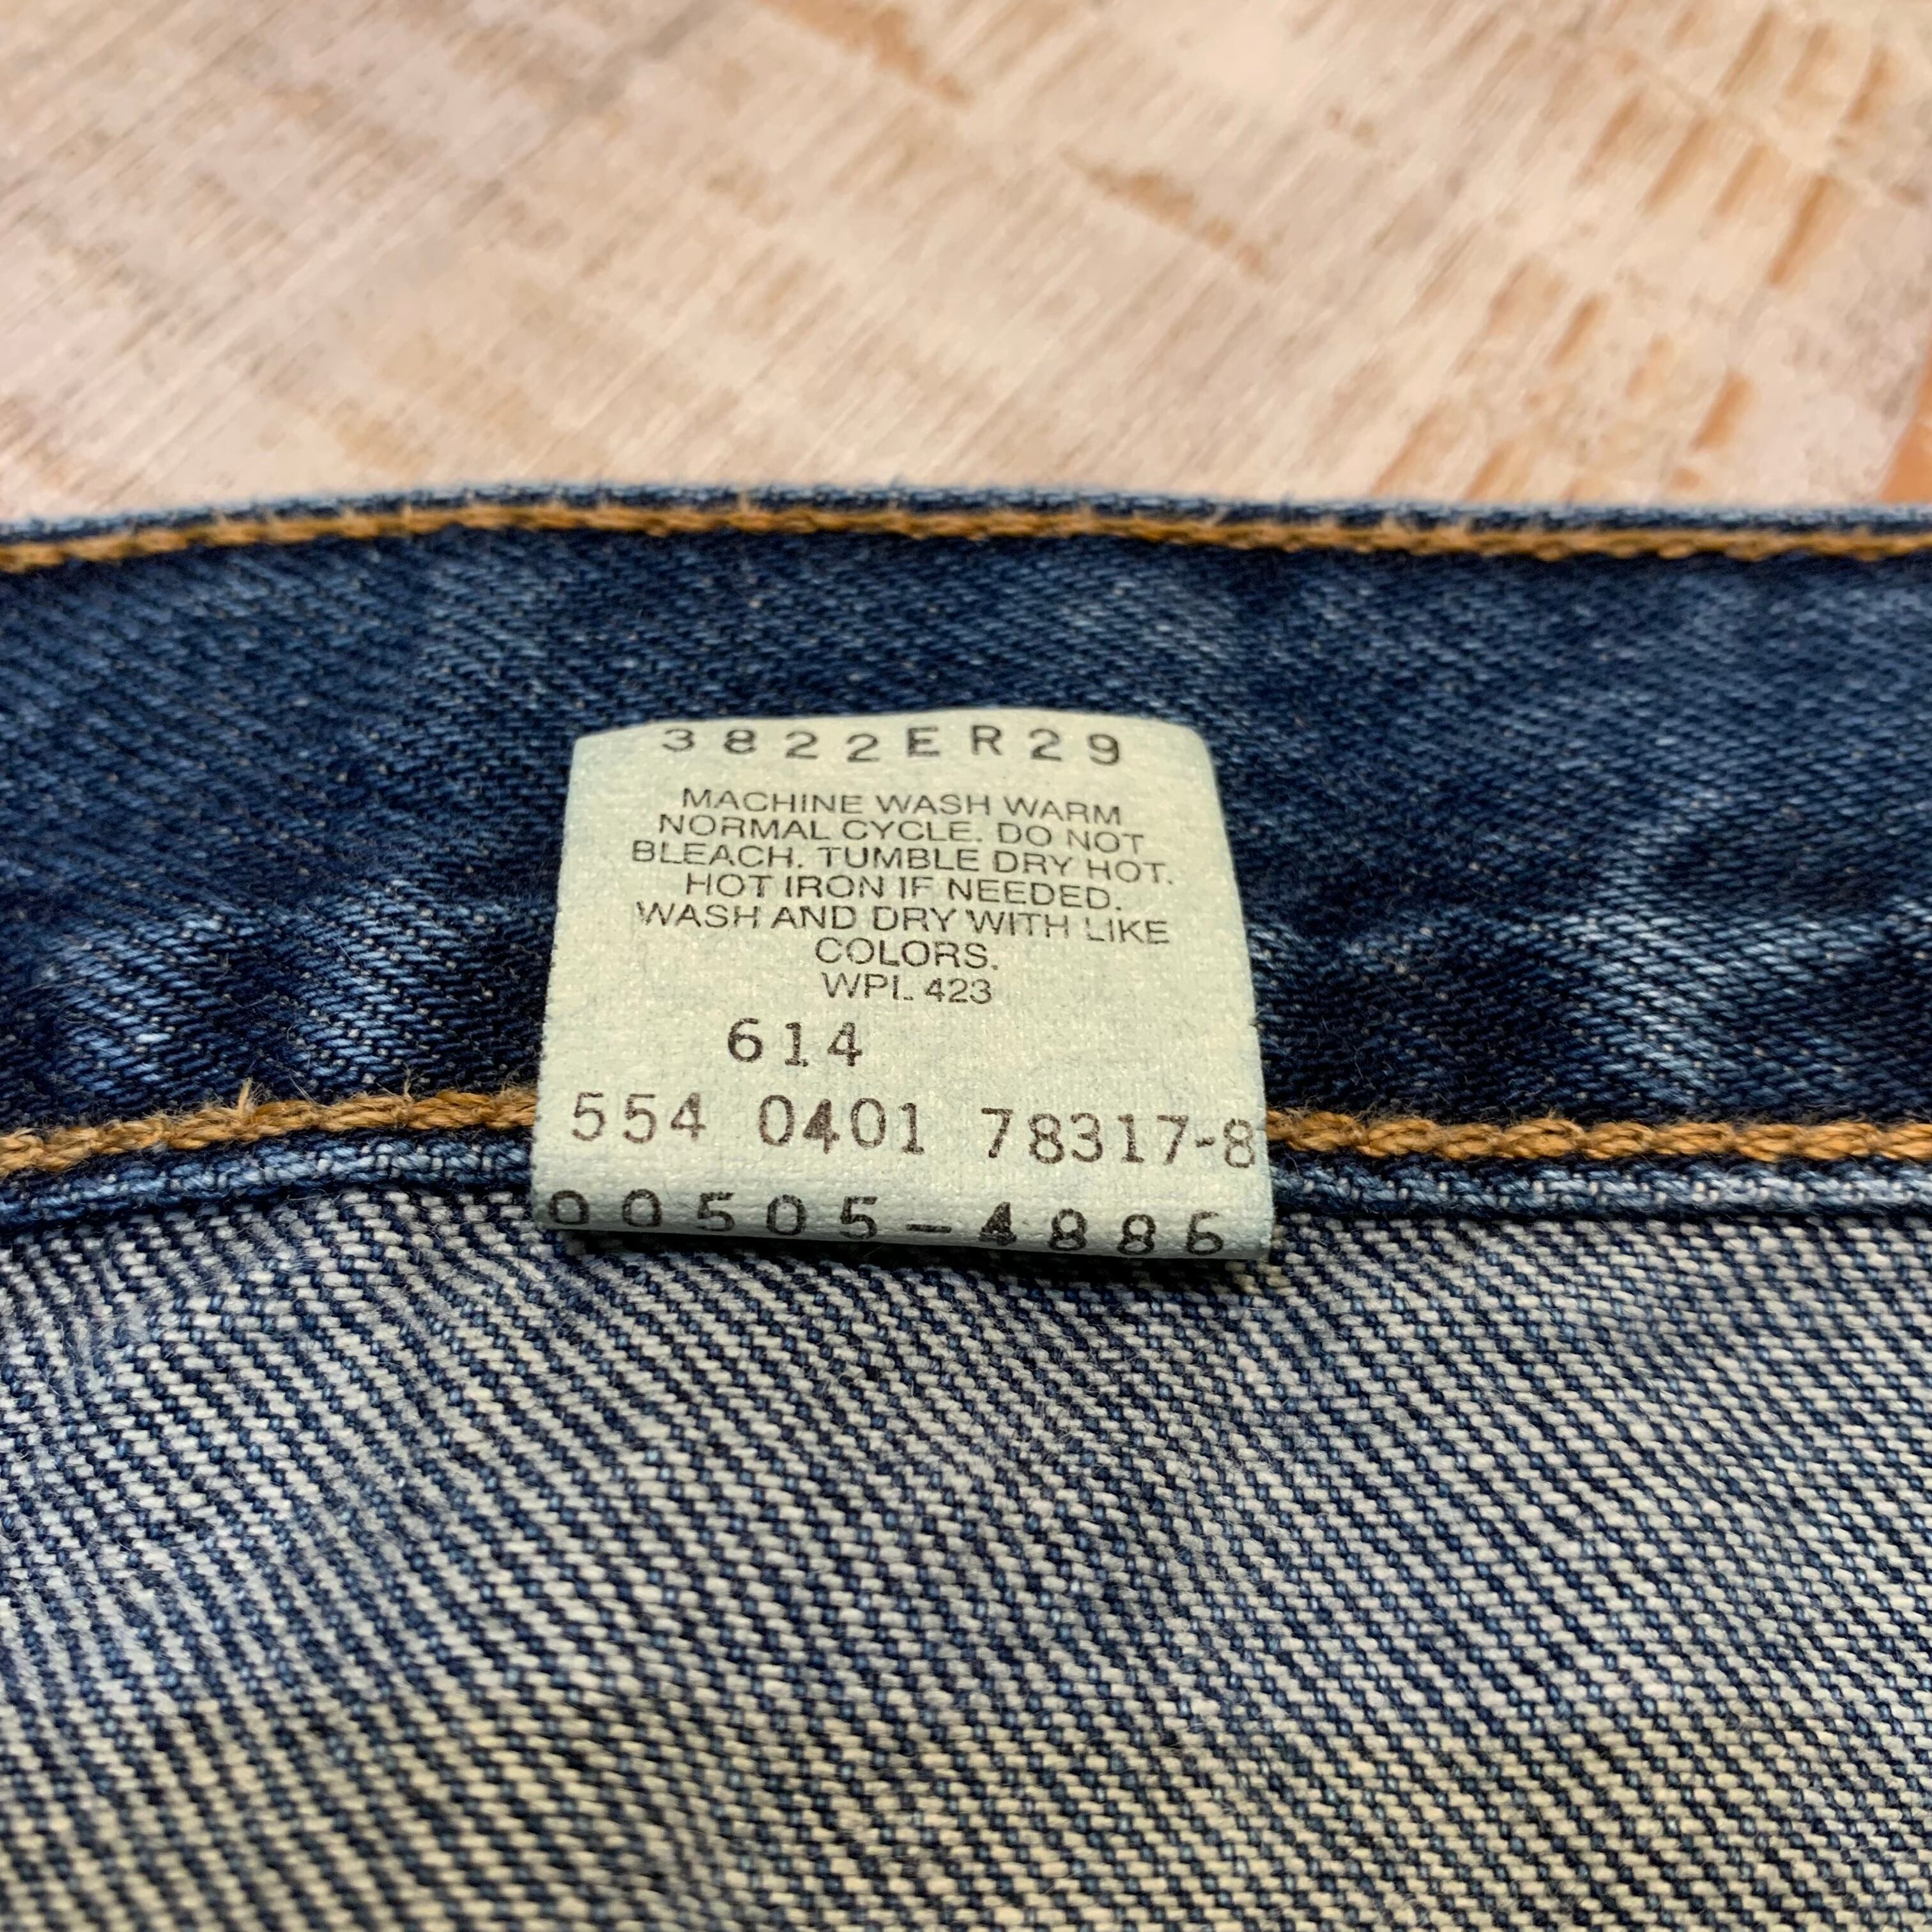 3822ER29
MACHINE WASH WARM
NORMAL CYCLE. DO NOT
BLEACH. TUMBLE DRY HOT.
HOT IRON IF NEEDED.
WASH AND DRY WITH LIKE
COLORS.
WPL 423
614
554 0401 78317-8
00505-4886